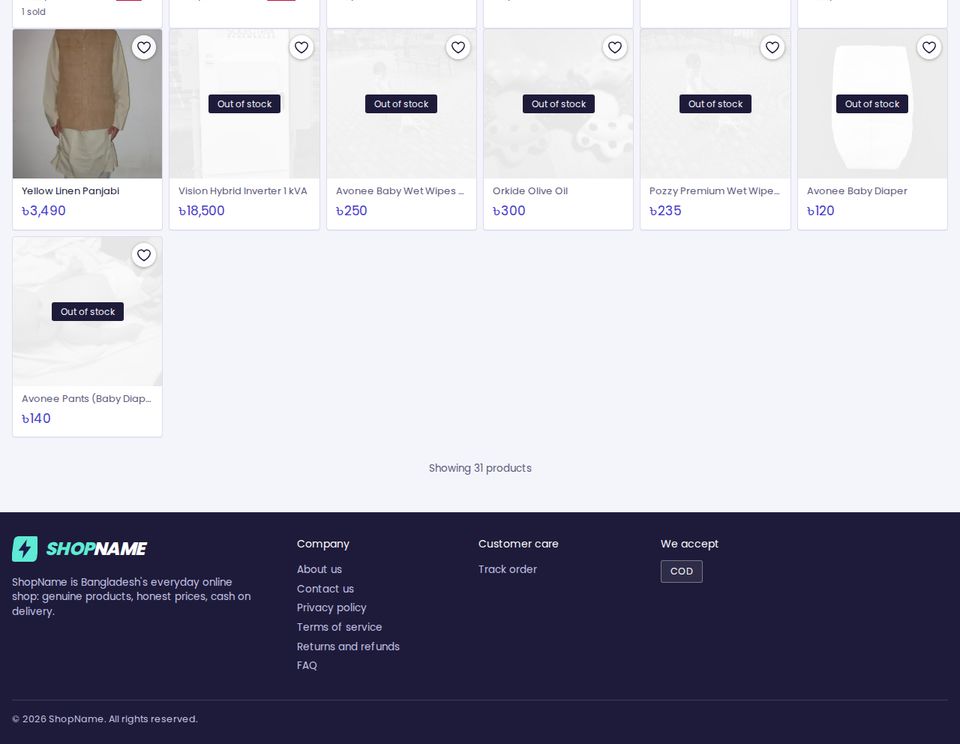 1 sold
Out of stock
Out of stock
Out of stock
Out of stock
Out of stock
Yellow Linen Panjabi
Vision Hybrid Inverter 1 kVA
Avonee Baby Wet Wipes ...
Orkide Olive Oil
Pozzy Premium Wet Wipe...
Avonee Baby Diaper
৳3,490
৳18,500
৳250
৳300
৳235
৳120
Out of stock
Avonee Pants (Baby Diap...
৳140
Showing 31 products
SHOPNAME
ShopName is Bangladesh's everyday online
shop: genuine products, honest prices, cash on
delivery.
Company
About us
Contact us
Privacy policy
Terms of service
Returns and refunds
FAQ
Customer care
Track order
We accept
COD
© 2026 ShopName. All rights reserved.